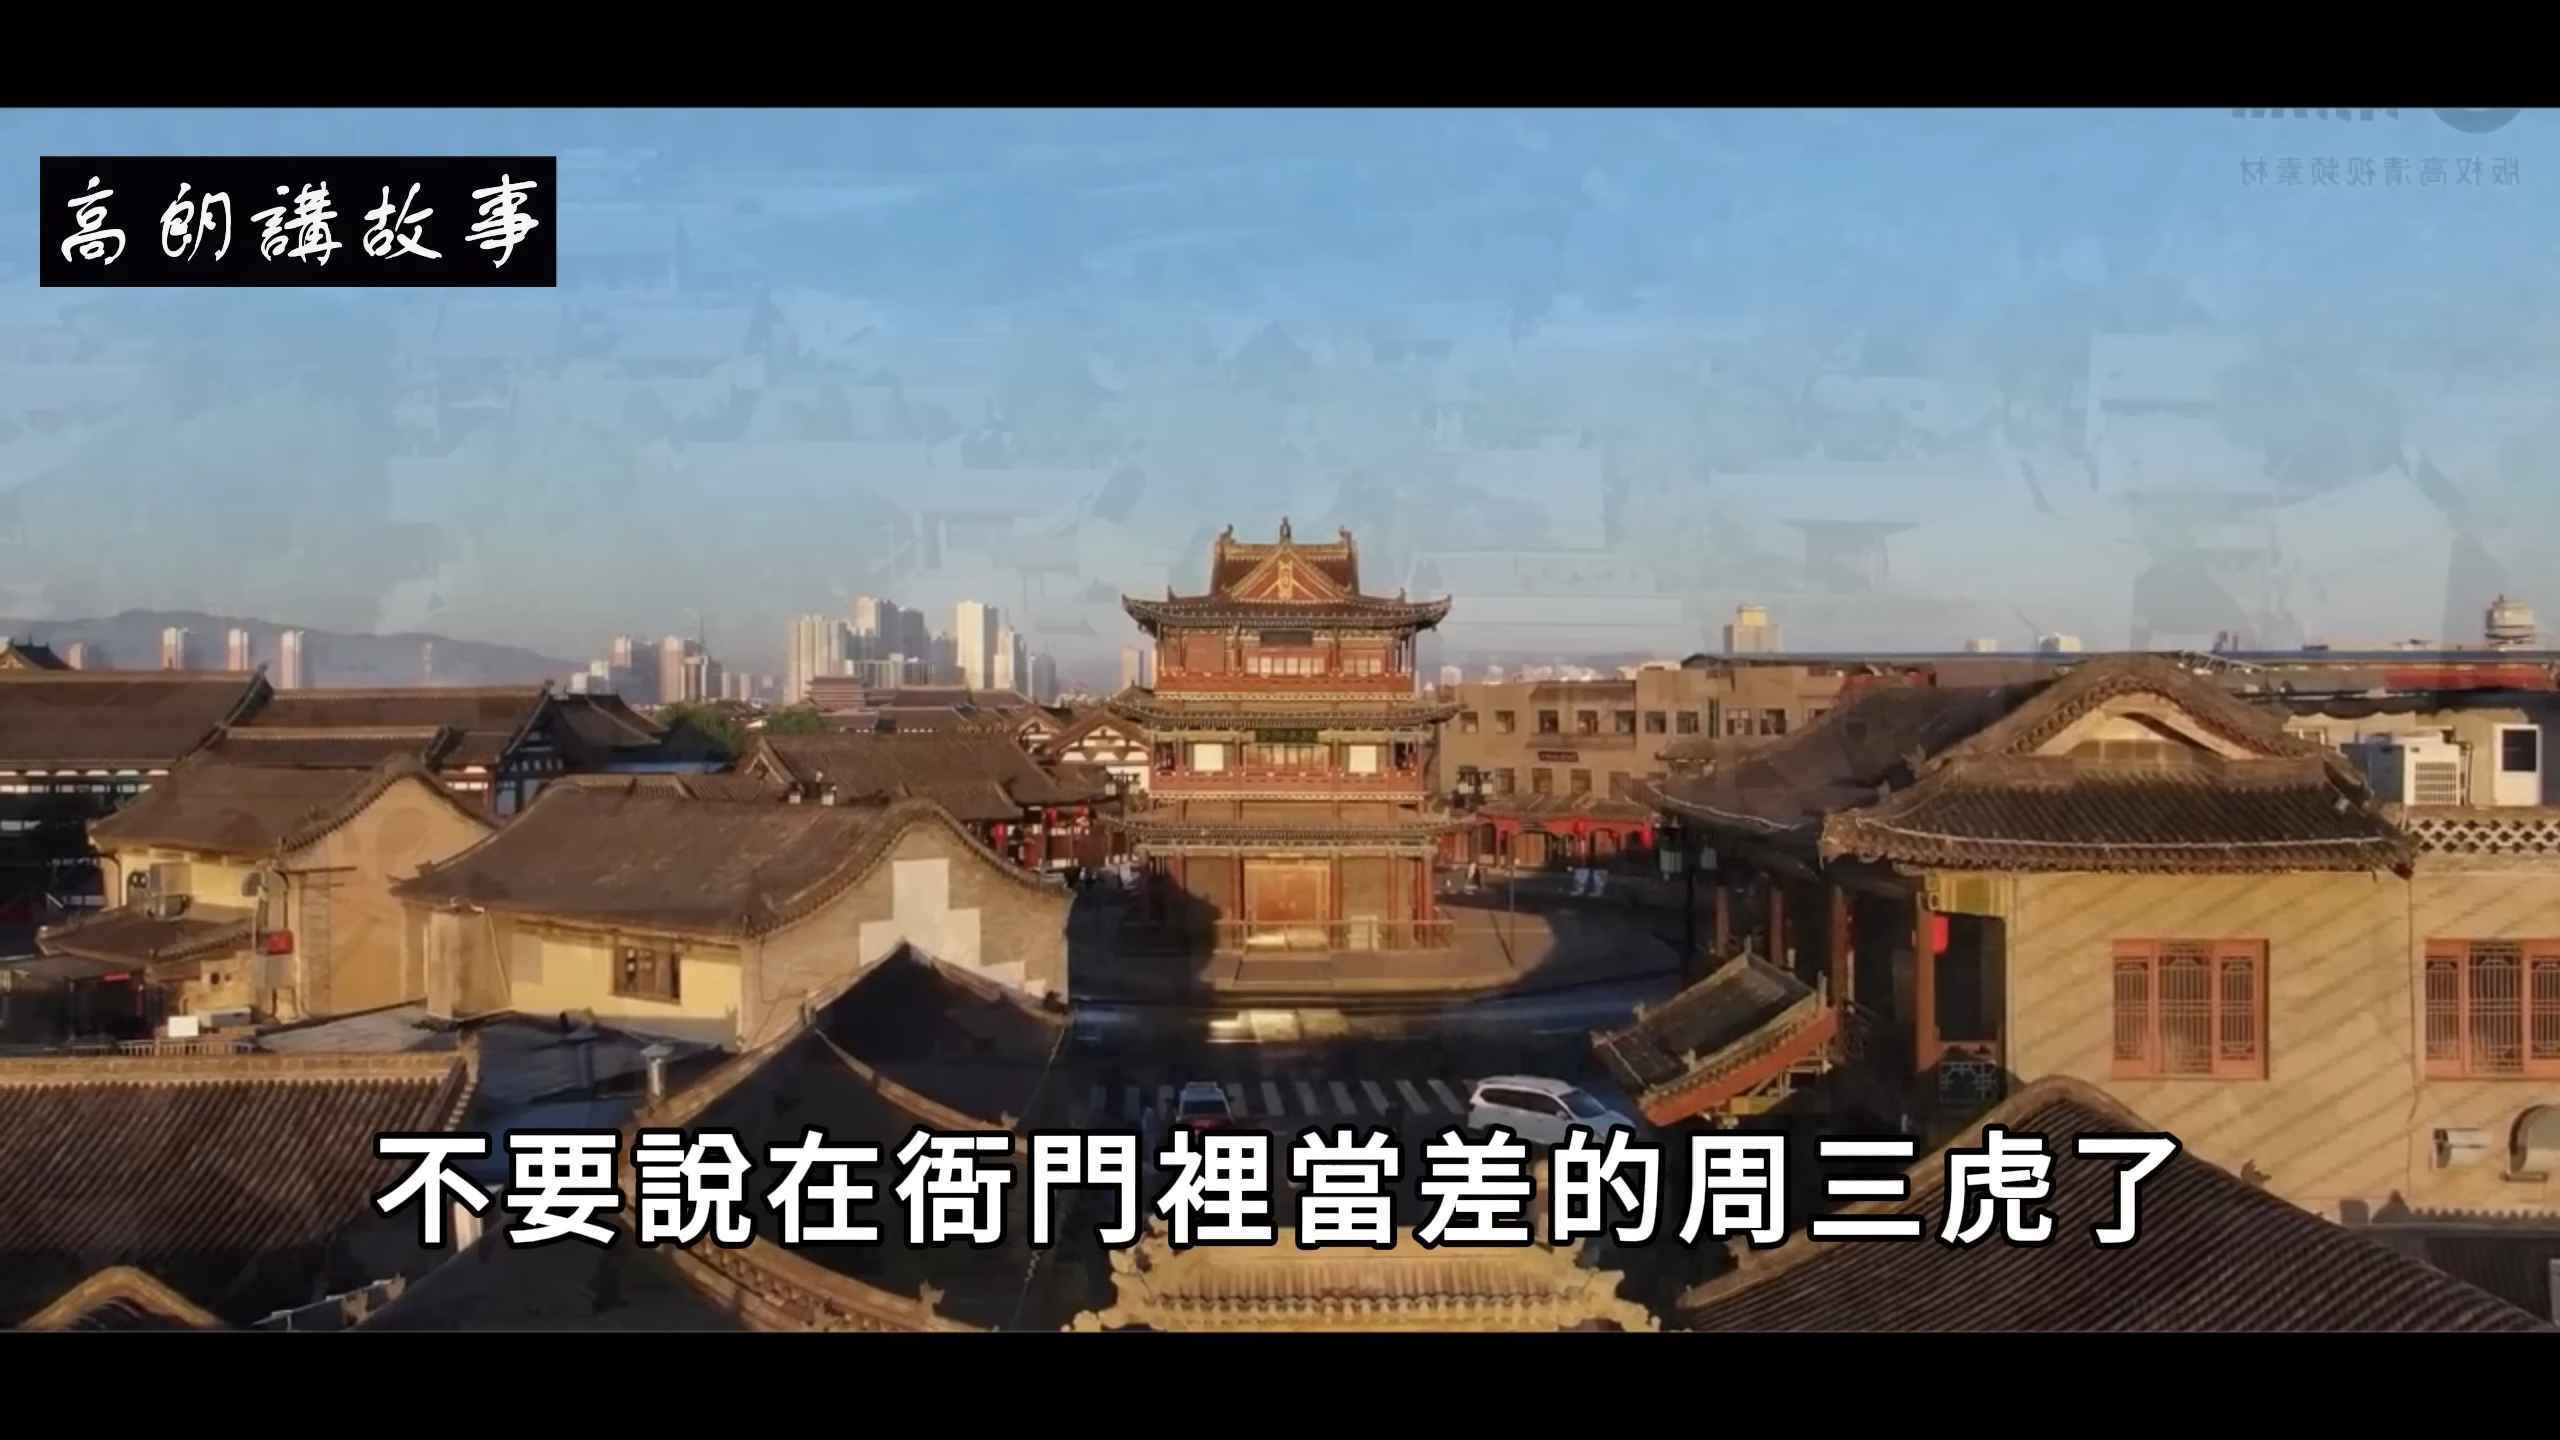 高朗講故事
版权高清视频素材
不要說在衙門裡當差的周三虎了